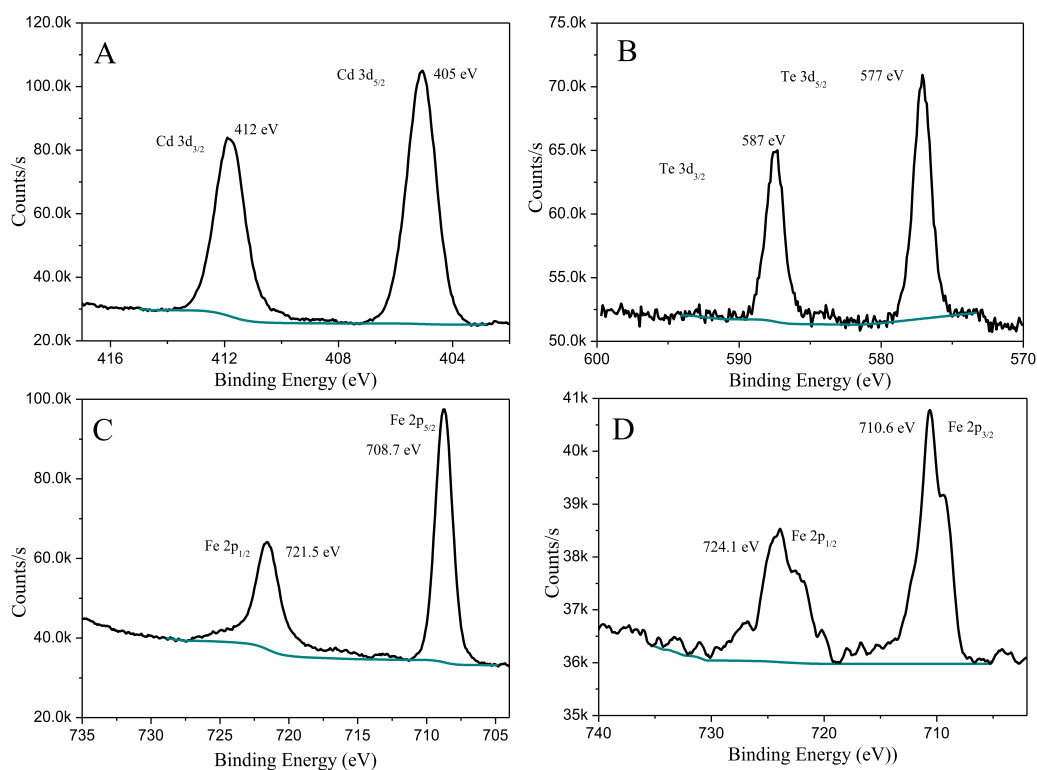 A
Cd 3d5/2
405 eV
Cd 3d3/2
412 eV
120.0k
100.0k
80.0k
60.0k
40.0k
20.0k
Counts/s
416
412
408
404
Binding Energy (eV)
B
Te 3d5/2
577 eV
587 eV
Te 3d3/2
75.0k
70.0k
65.0k
60.0k
55.0k
50.0k
Counts/s
600
590
580
570
Binding Energy (eV)
C
Fe 2p5/2
708.7 eV
Fe 2p1/2
721.5 eV
100.0k
80.0k
60.0k
40.0k
20.0k
Counts/s
735
730
725
720
715
710
705
Binding Energy (eV)
D
710.6 eV
Fe 2p3/2
724.1 eV
Fe 2p1/2
41k
40k
39k
38k
37k
36k
35k
Counts/s
740
730
720
710
Binding Energy (eV))